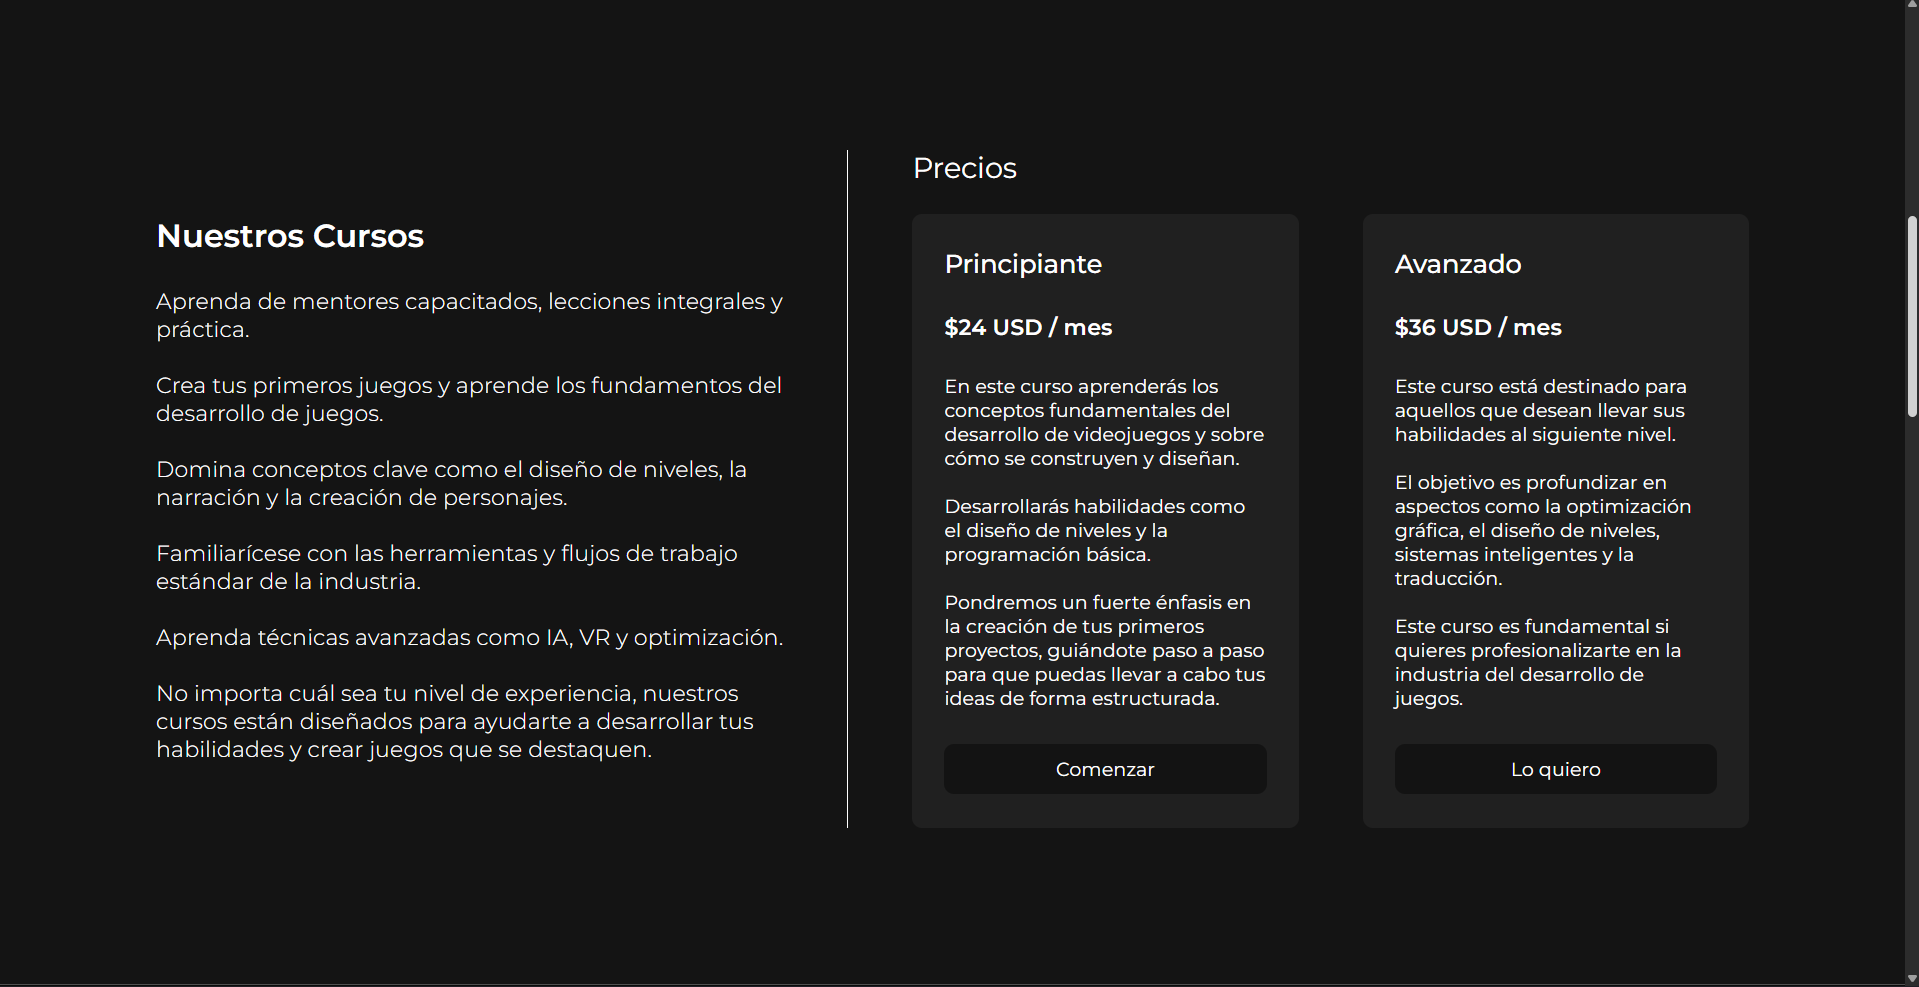 Nuestros Cursos
Aprenda de mentores capacitados, lecciones integrales y
práctica.
Crea tus primeros juegos y aprende los fundamentos del
desarrollo de juegos.
Domina conceptos clave como el diseño de niveles, la
narración y la creación de personajes.
Familiarícese con las herramientas y flujos de trabajo
estándar de la industria.
Aprenda técnicas avanzadas como IA, VR y optimización.
No importa cuál sea tu nivel de experiencia, nuestros
cursos están diseñados para ayudarte a desarrollar tus
habilidades y crear juegos que se destaquen.
Precios
Principiante
$24 USD / mes
En este curso aprenderás los
conceptos fundamentales del
desarrollo de videojuegos y sobre
cómo se construyen y diseñan.
Desarrollarás habilidades como
el diseño de niveles y la
programación básica.
Pondremos un fuerte énfasis en
la creación de tus primeros
proyectos, guiándote paso a paso
para que puedas llevar a cabo tus
ideas de forma estructurada.
Comenzar
Avanzado
$36 USD / mes
Este curso está destinado para
aquellos que desean llevar sus
habilidades al siguiente nivel.
El objetivo es profundizar en
aspectos como la optimización
gráfica, el diseño de niveles,
sistemas inteligentes y la
traducción.
Este curso es fundamental si
quieres profesionalizarte en la
industria del desarrollo de
juegos.
Lo quiero